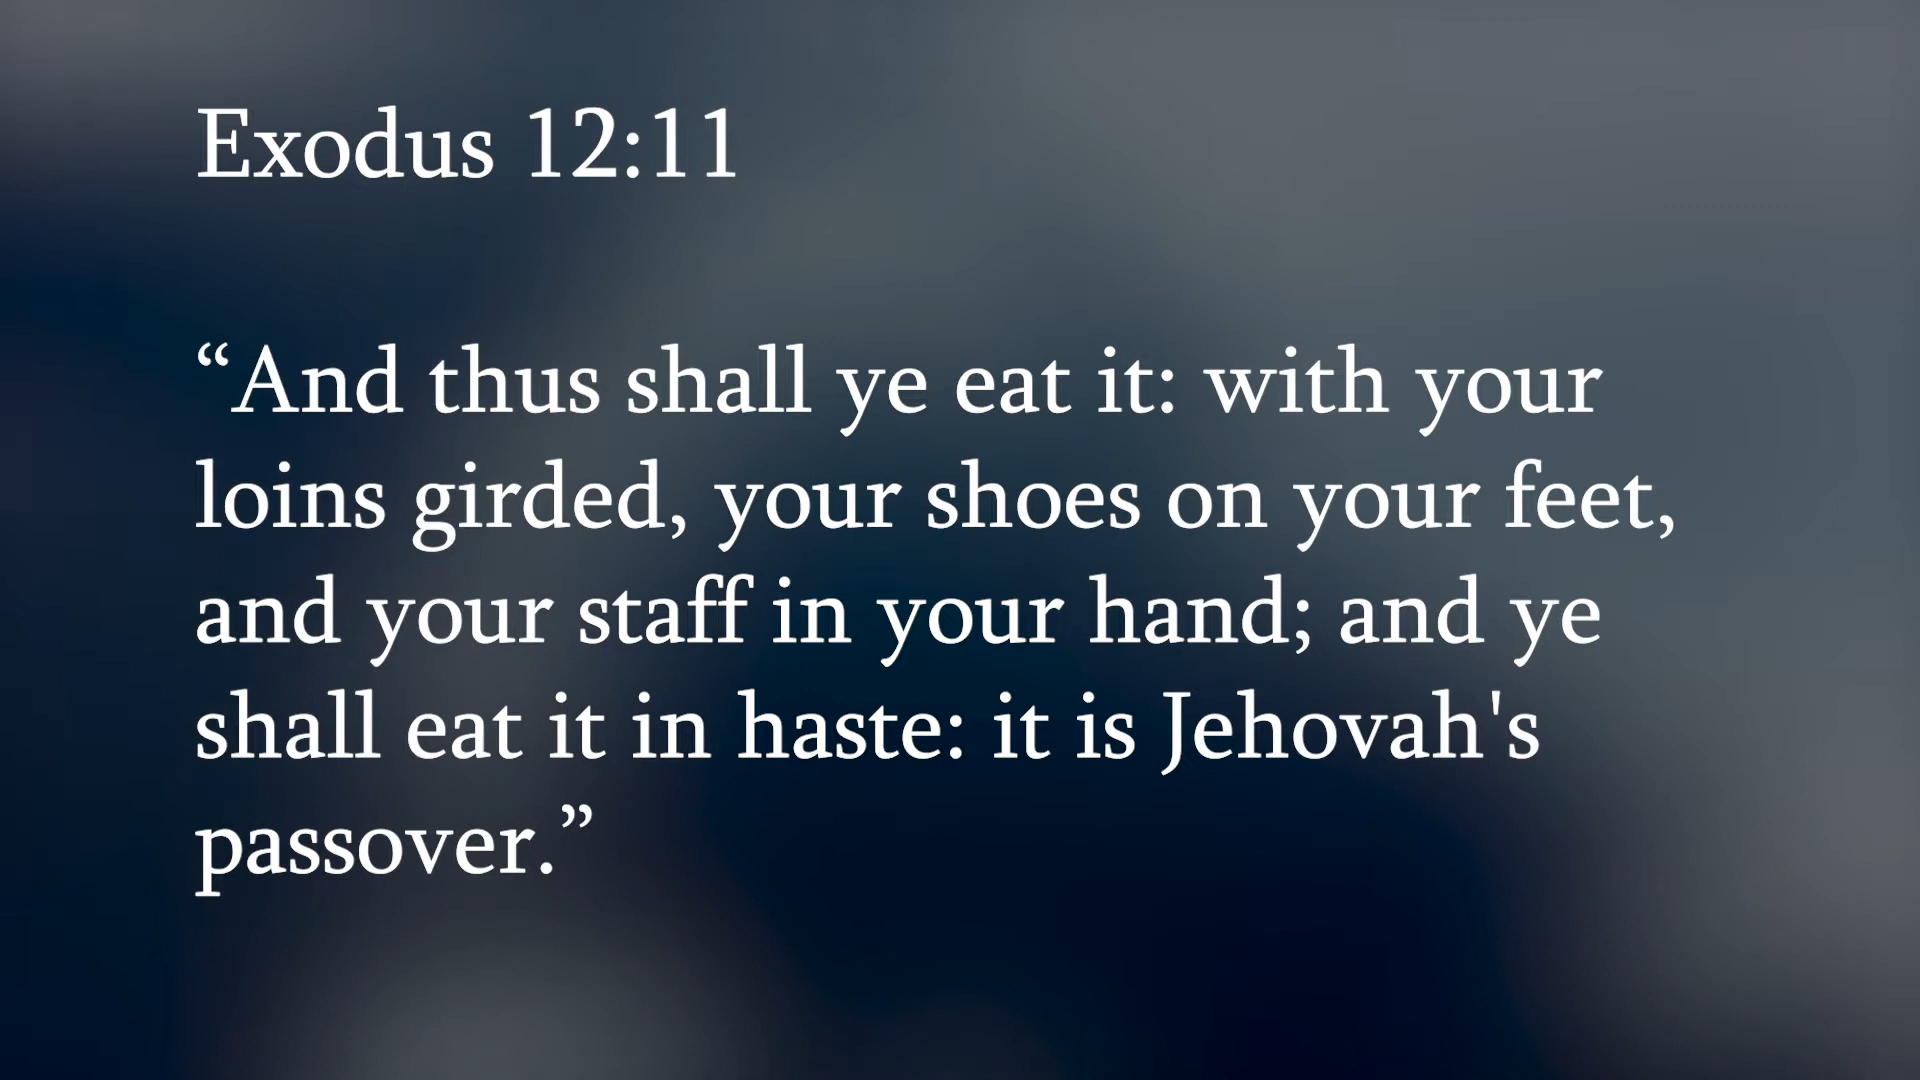 Exodus 12:11
“And thus shall ye eat it: with your
loins girded, your shoes on your feet,
and your staff in your hand; and ye
shall eat it in haste: it is Jehovah's
passover.”